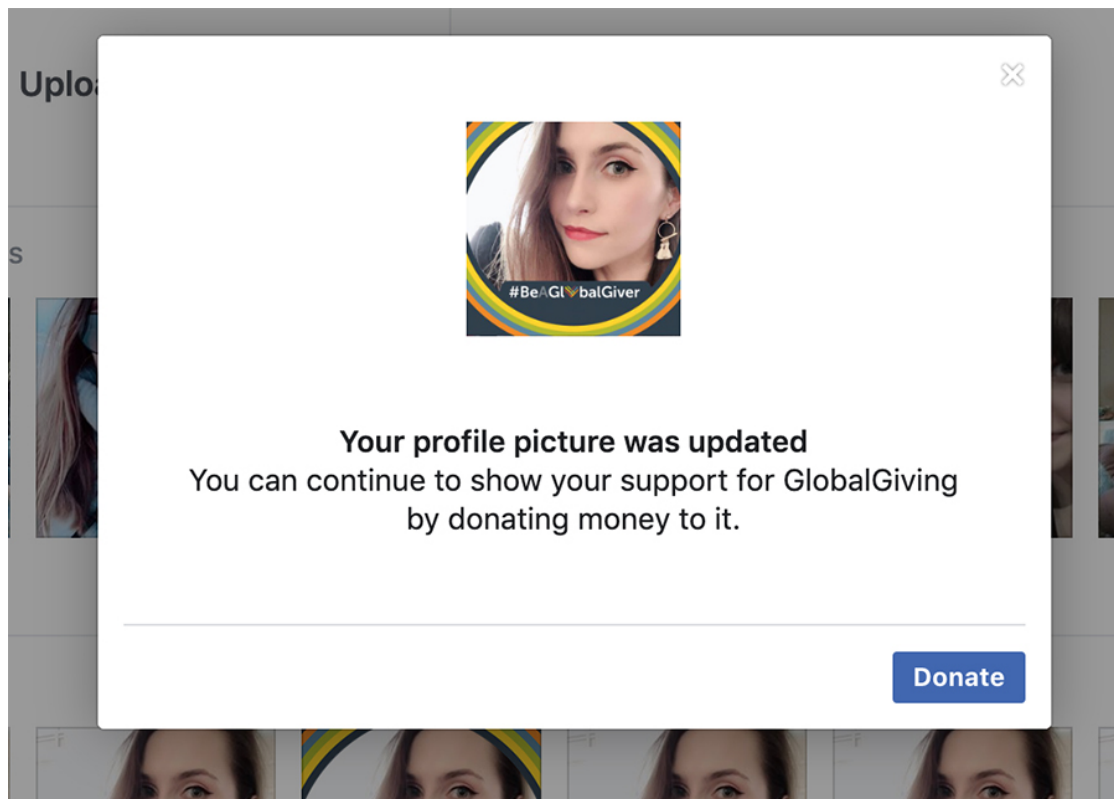 Uploa
s
#BeAGlobalGiver
Your profile picture was updated
You can continue to show your support for GlobalGiving
by donating money to it.
Donate